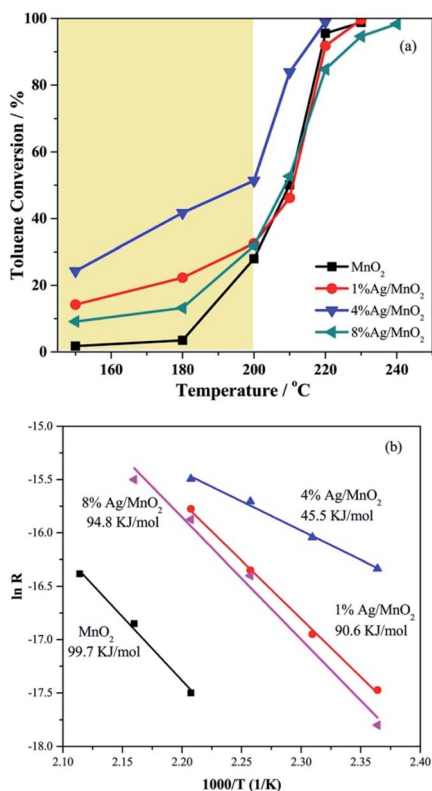 (a)
100
80
60
40
20
0
Toluene Conversion / %
MnO₂
1%Ag/MnO₂
4%Ag/MnO₂
8%Ag/MnO₂
160 180 200 220 240
Temperature / °C
(b)
-15.0
-15.5
-16.0
-16.5
-17.0
-17.5
-18.0
ln R
8% Ag/MnO₂
94.8 KJ/mol
4% Ag/MnO₂
45.5 KJ/mol
MnO₂
99.7 KJ/mol
1% Ag/MnO₂
90.6 KJ/mol
2.10 2.15 2.20 2.25 2.30 2.35 2.40
1000/T (1/K)